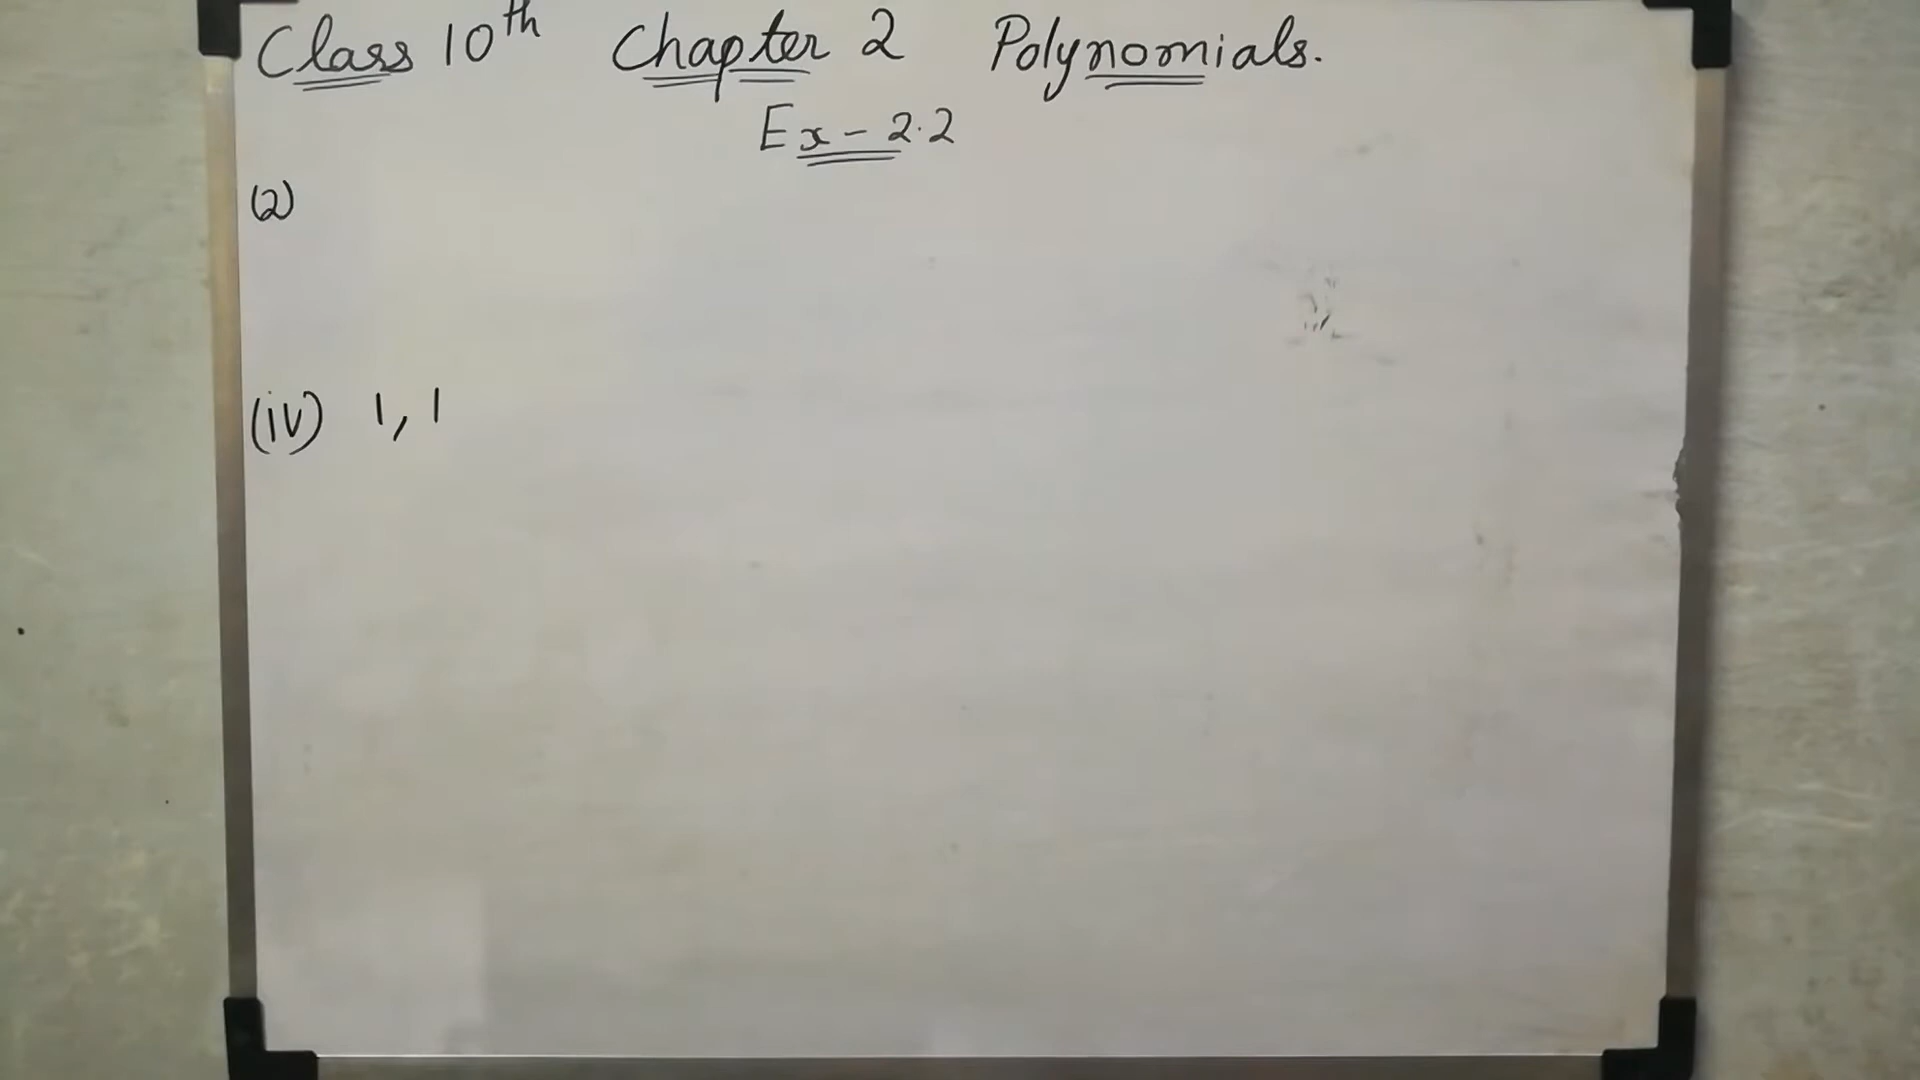 Class 10th Chapter 2 Polynomials.
Ex - 2.2
(2)
(iv) 1, 1